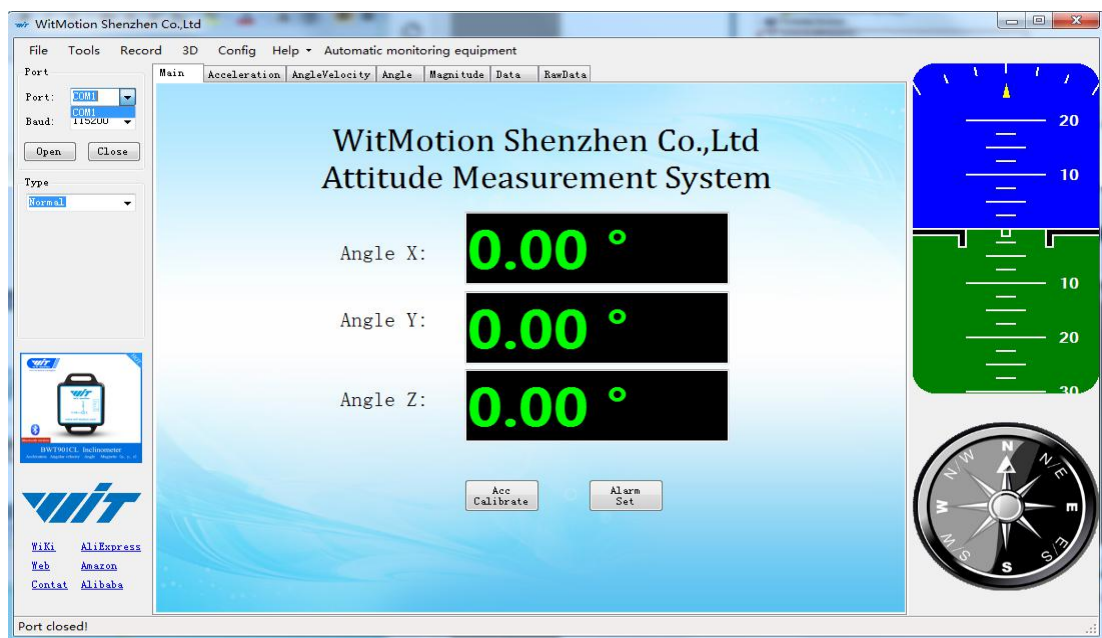 WitMotion Shenzhen Co.,Ltd
File Tools Record 3D Config Help Automatic monitoring equipment
Port
Port: COM1
COM1
Baud: 115200
Open Close
Type
Normal
Main Acceleration AngleVelocity Angle Magnitude Data RawData
WitMotion Shenzhen Co.,Ltd
Attitude Measurement System
Angle X: 0.00 °
Angle Y: 0.00 °
Angle Z: 0.00 °
Acc
Calibrate
Alarm
Set
20
10
10
20
30
N
N/E
E
E/S
S
W/S
W
N/W
WIT
BWT901CL Inclinometer
WIT
WiKi AliExpress
Web Amazon
Contat Alibaba
Port closed!